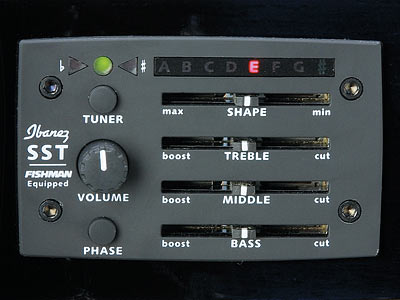 ♭ ♯ A B C D E F G #
TUNER
max SHAPE min
Ibanez
SST
FISHMAN
Equipped
VOLUME
boost TREBLE cut
boost MIDDLE cut
PHASE
boost BASS cut